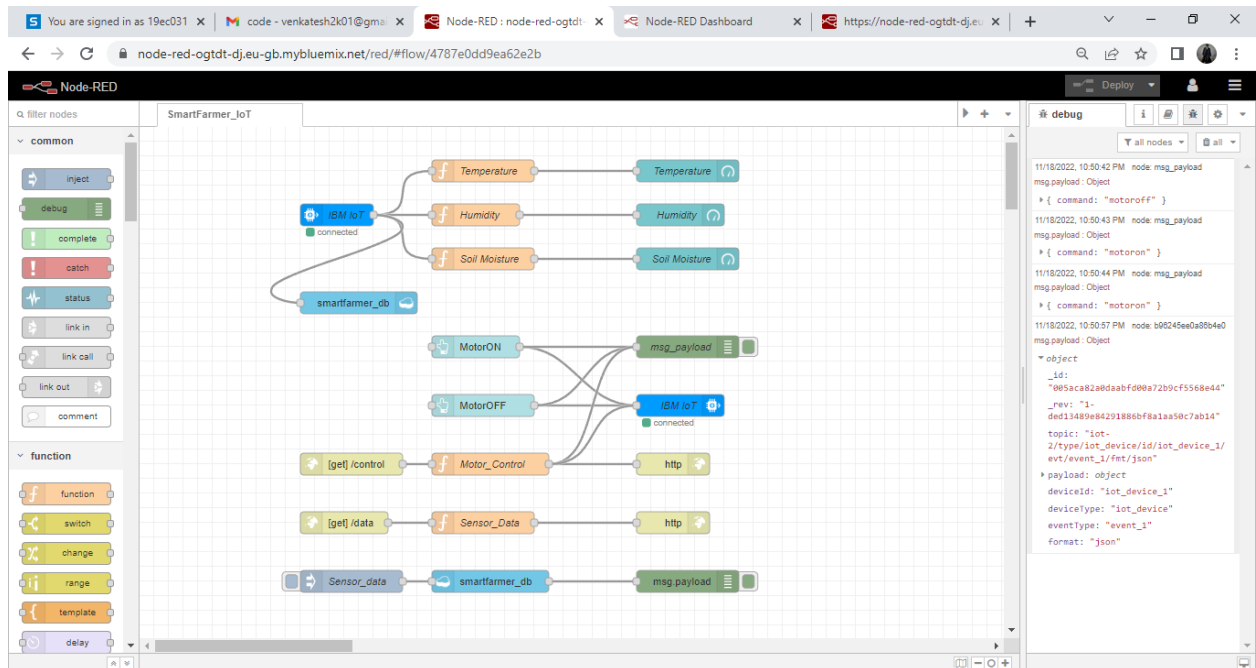 You are signed in as 19ec031
code - venkatesh2k01@gmai
Node-RED : node-red-ogtdt-
Node-RED Dashboard
https://node-red-ogtdt-dj.eu
node-red-ogtdt-dj.eu-gb.mybluemix.net/red/#flow/4787e0dd9ea62e2b
Node-RED
Deploy
filter nodes
common
inject
debug
complete
catch
status
link in
link call
link out
comment
function
function
switch
change
range
template
delay
SmartFarmer_IoT
Temperature
Temperature
IBM IoT
connected
Humidity
Humidity
Soil Moisture
Soil Moisture
smartfarmer_db
MotorON
msg_payload
MotorOFF
IBM IoT
connected
[get] /control
Motor_Control
http
[get] /data
Sensor_Data
http
Sensor_data
smartfarmer_db
msg.payload
debug
all nodes
all
11/18/2022, 10:50:42 PM node: msg_payload
msg.payload : Object
{ command: "motoroff" }
11/18/2022, 10:50:43 PM node: msg_payload
msg.payload : Object
{ command: "motoron" }
11/18/2022, 10:50:44 PM node: msg_payload
msg.payload : Object
{ command: "motoron" }
11/18/2022, 10:50:57 PM node: b96245ee0a86b4e0
msg.payload : Object
object
_id:
"005aca82a0daabfd00a72b9cf5568e44"
_rev: "1-
ded13489e84291886bf8a1aa50c7ab14"
topic: "iot-
2/type/iot_device/id/iot_device_1/
evt/event_1/fmt/json"
payload: object
deviceId: "iot_device_1"
deviceType: "iot_device"
eventType: "event_1"
format: "json"